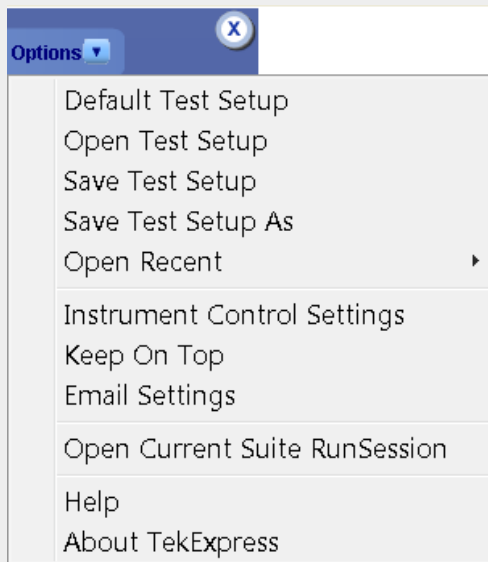 X
Options
Default Test Setup
Open Test Setup
Save Test Setup
Save Test Setup As
Open Recent
Instrument Control Settings
Keep On Top
Email Settings
Open Current Suite RunSession
Help
About TekExpress